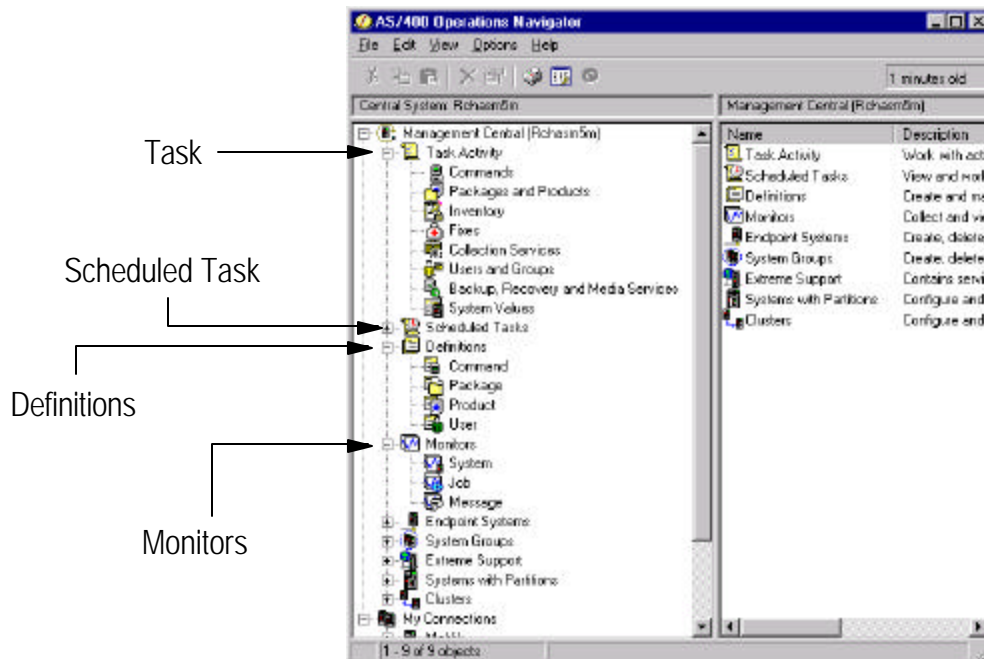 AS/400 Operations Navigator
File Edit View Options Help
1 minutes old
Central System: Rchasm5m
Management Central (Rchasm5m)
Management Central (Rchasm5m)
Task Activity
Commands
Packages and Products
Inventory
Fixes
Collection Services
Users and Groups
Backup, Recovery and Media Services
System Values
Scheduled Tasks
Definitions
Command
Package
Product
User
Monitors
System
Job
Message
Endpoint Systems
System Groups
Extreme Support
Systems with Partitions
Clusters
My Connections
Name Description
Task Activity Work with act
Scheduled Tasks View and work
Definitions Create and ma
Monitors Collect and vie
Endpoint Systems Create, delete
System Groups Create, delete
Extreme Support Contains servi
Systems with Partitions Configure and
Clusters Configure and
1 - 9 of 9 objects
Task
Scheduled Task
Definitions
Monitors